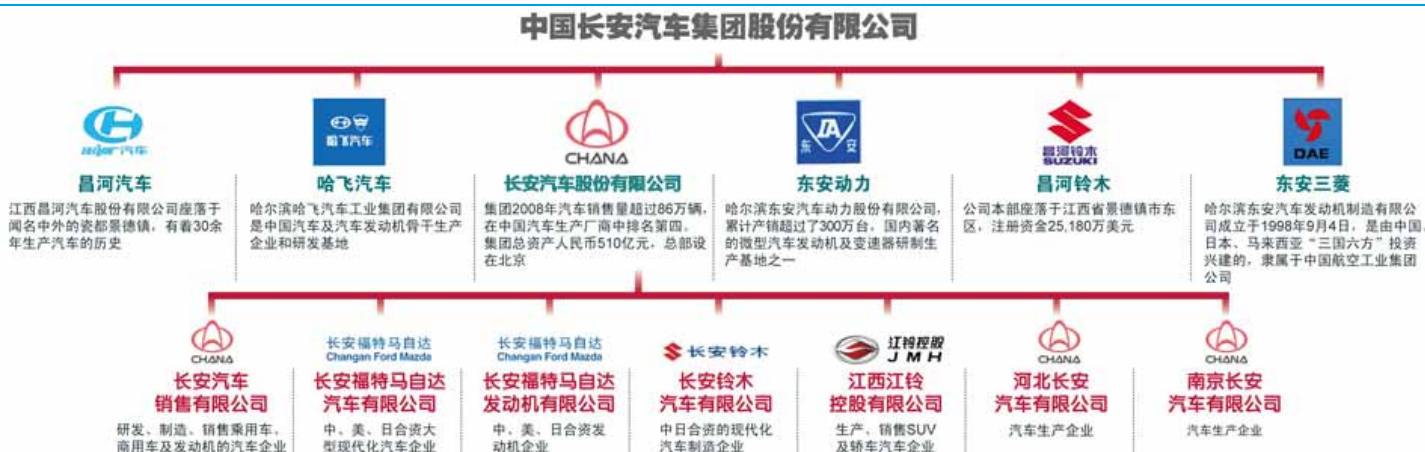 中国长安汽车集团股份有限公司
昌河汽车
江西昌河汽车股份有限公司座落于
闻名中外的瓷都景德镇，有着30余
年生产汽车的历史
哈飞汽车
哈飞汽车
哈尔滨哈飞汽车工业集团有限公司
是中国汽车及汽车发动机骨干生产
企业和研发基地
CHANA
长安汽车股份有限公司
集团2008年汽车销售量超过86万辆，
在中国汽车生产厂商中排名第四。
集团总资产人民币510亿元，总部设
在北京
DA
东安
东安动力
哈尔滨东安汽车动力股份有限公司，
累计产销超过了300万台，国内著名
的微型汽车发动机及变速器研制生
产基地之一
昌河铃木
SUZUKI
昌河铃木
公司本部座落于江西省景德镇市东
区，注册资金25,180万美元
DAE
东安三菱
哈尔滨东安汽车发动机制造有限公
司成立于1998年9月4日，是由中国、
日本、马来西亚“三国六方”投资
兴建的，隶属于中国航空工业集团
公司
CHANA
长安汽车
销售有限公司
研发、制造、销售乘用车、
商用车及发动机的汽车企业
长安福特马自达
Changan Ford Mazda
长安福特马自达
汽车有限公司
中、美、日合资大
型现代化汽车企业
长安福特马自达
Changan Ford Mazda
长安福特马自达
发动机有限公司
中、美、日合资发
动机企业
长安铃木
长安铃木
汽车有限公司
中日合资的现代化
汽车制造企业
江铃控股
JMH
江西江铃
控股有限公司
生产、销售SUV
及轿车汽车企业
CHANA
河北长安
汽车有限公司
汽车生产企业
CHANA
南京长安
汽车有限公司
汽车生产企业